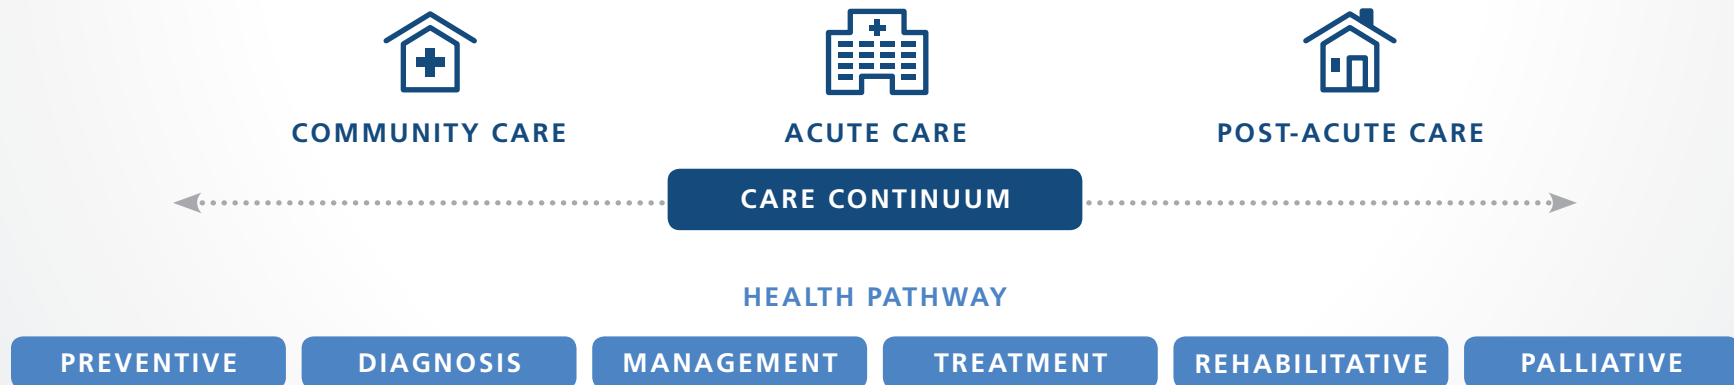 COMMUNITY CARE
ACUTE CARE
POST-ACUTE CARE
CARE CONTINUUM
HEALTH PATHWAY
PREVENTIVE
DIAGNOSIS
MANAGEMENT
TREATMENT
REHABILITATIVE
PALLIATIVE